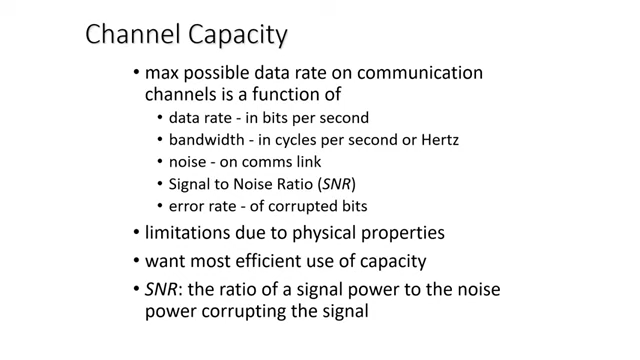 Channel Capacity
• max possible data rate on communication
channels is a function of
• data rate - in bits per second
• bandwidth - in cycles per second or Hertz
• noise - on comms link
• Signal to Noise Ratio (SNR)
• error rate - of corrupted bits
• limitations due to physical properties
• want most efficient use of capacity
• SNR: the ratio of a signal power to the noise
power corrupting the signal